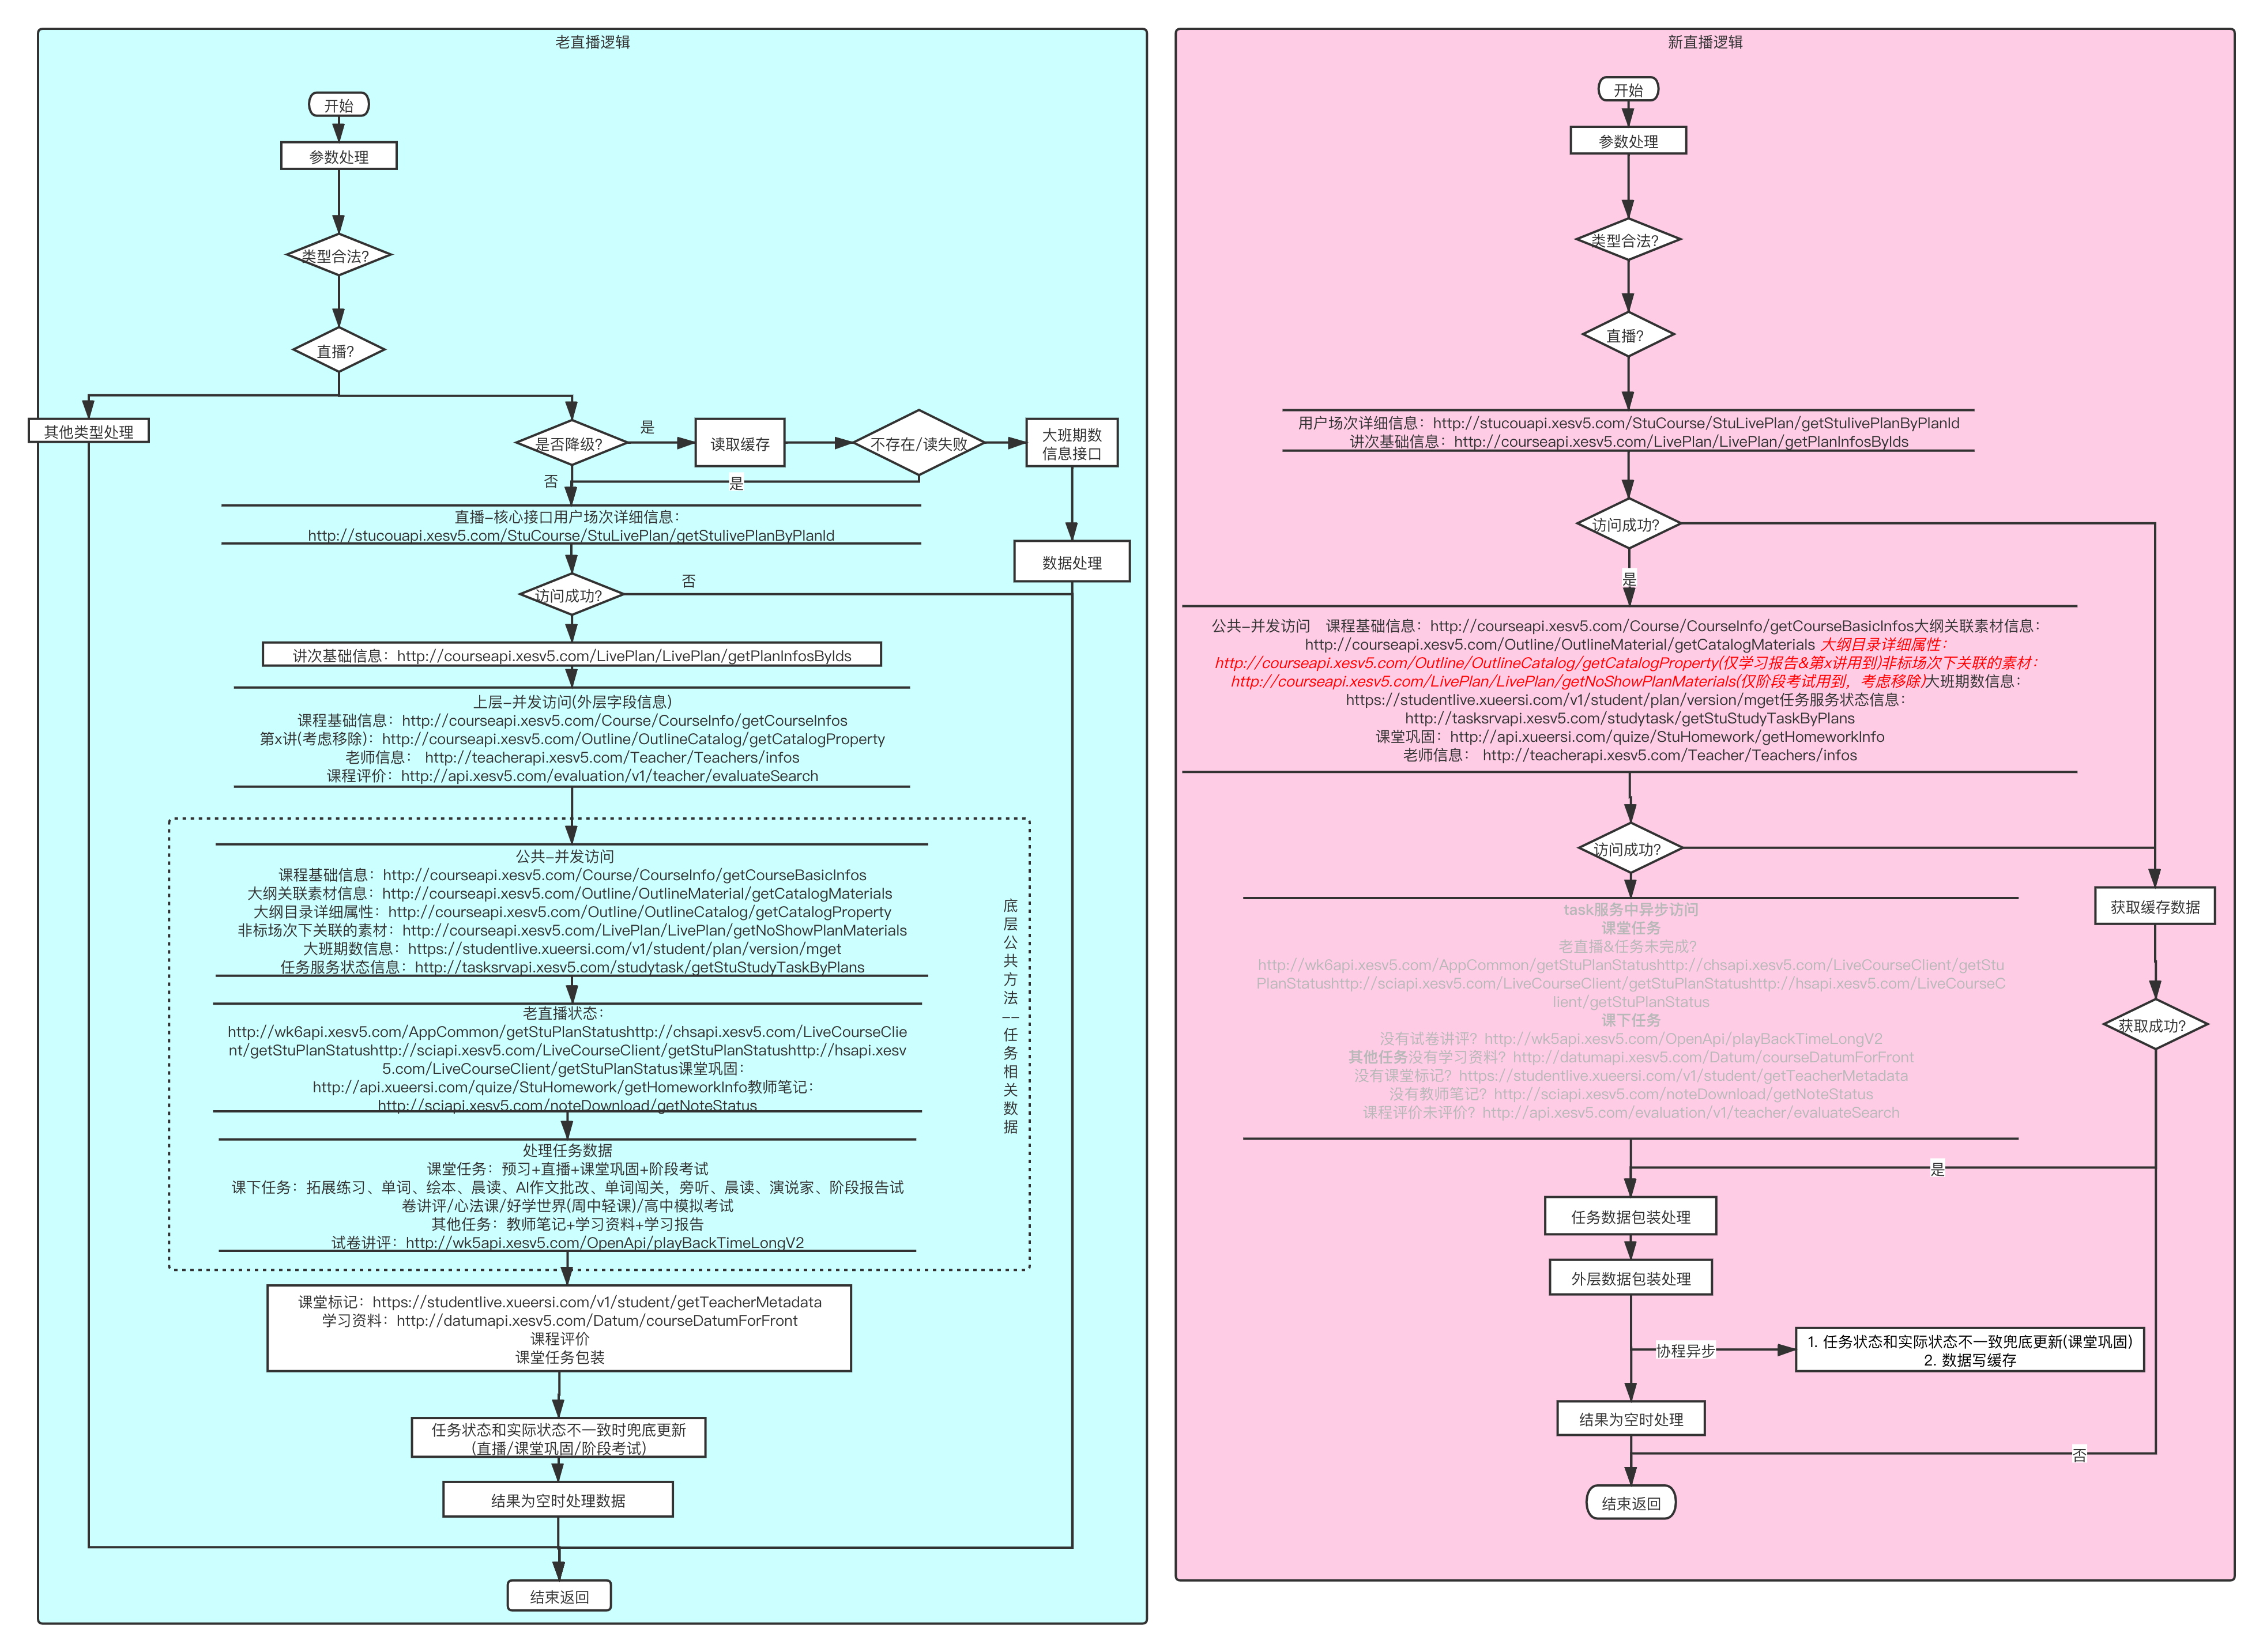 老直播逻辑
开始
参数处理
类型合法?
直播?
其他类型处理
是否降级?
是
读取缓存
不存在/读失败
大班期数
信息接口
否
是
直播-核心接口用户场次详细信息：
http://stucouapi.xesv5.com/StuCourse/StuLivePlan/getStulivePlanByPlanId
数据处理
访问成功?
否
讲次基础信息：http://courseapi.xesv5.com/LivePlan/LivePlan/getPlanInfosByIds
上层-并发访问(外层字段信息)
课程基础信息：http://courseapi.xesv5.com/Course/CourseInfo/getCourseInfos
第x讲(考虑移除)：http://courseapi.xesv5.com/Outline/OutlineCatalog/getCatalogProperty
老师信息： http://teacherapi.xesv5.com/Teacher/Teachers/infos
课程评价：http://api.xesv5.com/evaluation/v1/teacher/evaluateSearch
公共-并发访问
课程基础信息：http://courseapi.xesv5.com/Course/CourseInfo/getCourseBasicInfos
大纲关联素材信息：http://courseapi.xesv5.com/Outline/OutlineMaterial/getCatalogMaterials
大纲目录详细属性：http://courseapi.xesv5.com/Outline/OutlineCatalog/getCatalogProperty
非标场次下关联的素材：http://courseapi.xesv5.com/LivePlan/LivePlan/getNoShowPlanMaterials
大班期数信息：https://studentlive.xueersi.com/v1/student/plan/version/mget
任务服务状态信息：http://tasksrvapi.xesv5.com/studytask/getStuStudyTaskByPlans
底
层
公
共
方
法
--
任
务
相
关
数
据
老直播状态：
http://wk6api.xesv5.com/AppCommon/getStuPlanStatushttp://chsapi.xesv5.com/LiveCourseClie
nt/getStuPlanStatushttp://sciapi.xesv5.com/LiveCourseClient/getStuPlanStatushttp://hsapi.xesv
5.com/LiveCourseClient/getStuPlanStatus课堂巩固：
http://api.xueersi.com/quize/StuHomework/getHomeworkInfo教师笔记：
http://sciapi.xesv5.com/noteDownload/getNoteStatus
处理任务数据
课堂任务：预习+直播+课堂巩固+阶段考试
课下任务：拓展练习、单词、绘本、晨读、AI作文批改、单词闯关，旁听、晨读、演说家、阶段报告试
卷讲评/心法课/好学世界(周中轻课)/高中模拟考试
其他任务：教师笔记+学习资料+学习报告
试卷讲评：http://wk5api.xesv5.com/OpenApi/playBackTimeLongV2
课堂标记：https://studentlive.xueersi.com/v1/student/getTeacherMetadata
学习资料：http://datumapi.xesv5.com/Datum/courseDatumForFront
课程评价
课堂任务包装
任务状态和实际状态不一致时兜底更新
(直播/课堂巩固/阶段考试)
结果为空时处理数据
结束返回
新直播逻辑
开始
参数处理
类型合法?
直播?
用户场次详细信息：http://stucouapi.xesv5.com/StuCourse/StuLivePlan/getStulivePlanByPlanId
讲次基础信息：http://courseapi.xesv5.com/LivePlan/LivePlan/getPlanInfosByIds
访问成功?
是
公共-并发访问 课程基础信息：http://courseapi.xesv5.com/Course/CourseInfo/getCourseBasicInfos大纲关联素材信息：
http://courseapi.xesv5.com/Outline/OutlineMaterial/getCatalogMaterials 大纲目录详细属性：
http://courseapi.xesv5.com/Outline/OutlineCatalog/getCatalogProperty(仅学习报告&第x讲用到)非标场次下关联的素材：
http://courseapi.xesv5.com/LivePlan/LivePlan/getNoShowPlanMaterials(仅阶段考试用到，考虑移除)大班期数信息：
https://studentlive.xueersi.com/v1/student/plan/version/mget任务服务状态信息：
http://tasksrvapi.xesv5.com/studytask/getStuStudyTaskByPlans
课堂巩固：http://api.xueersi.com/quize/StuHomework/getHomeworkInfo
老师信息： http://teacherapi.xesv5.com/Teacher/Teachers/infos
访问成功?
获取缓存数据
task服务中异步访问
课堂任务
老直播&任务未完成?
http://wk6api.xesv5.com/AppCommon/getStuPlanStatushttp://chsapi.xesv5.com/LiveCourseClient/getStu
PlanStatushttp://sciapi.xesv5.com/LiveCourseClient/getStuPlanStatushttp://hsapi.xesv5.com/LiveCourseC
lient/getStuPlanStatus
课下任务
没有试卷讲评? http://wk5api.xesv5.com/OpenApi/playBackTimeLongV2
其他任务没有学习资料? http://datumapi.xesv5.com/Datum/courseDatumForFront
没有课堂标记? https://studentlive.xueersi.com/v1/student/getTeacherMetadata
没有教师笔记? http://sciapi.xesv5.com/noteDownload/getNoteStatus
课程评价未评价? http://api.xesv5.com/evaluation/v1/teacher/evaluateSearch
获取成功?
是
任务数据包装处理
外层数据包装处理
协程异步
1. 任务状态和实际状态不一致兜底更新(课堂巩固)
2. 数据写缓存
结果为空时处理
否
结束返回